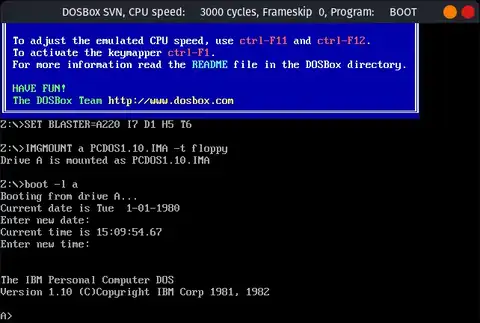 DOSBox SVN, CPU speed: 3000 cycles, Frameskip 0, Program: BOOT
To adjust the emulated CPU speed, use ctrl-F11 and ctrl-F12.
To activate the keymapper ctrl-F1.
For more information read the README file in the DOSBox directory.
HAVE FUN!
The DOSBox Team http://www.dosbox.com
Z:\>SET BLASTER=A220 I7 D1 H5 T6
Z:\>IMGMOUNT a PCDOS1.10.IMA -t floppy
Drive A is mounted as PCDOS1.10.IMA
Z:\>boot -l a
Booting from drive A...
Current date is Tue 1-01-1980
Enter new date:
Current time is 15:09:54.67
Enter new time:
The IBM Personal Computer DOS
Version 1.10 (C)Copyright IBM Corp 1981, 1982
A>